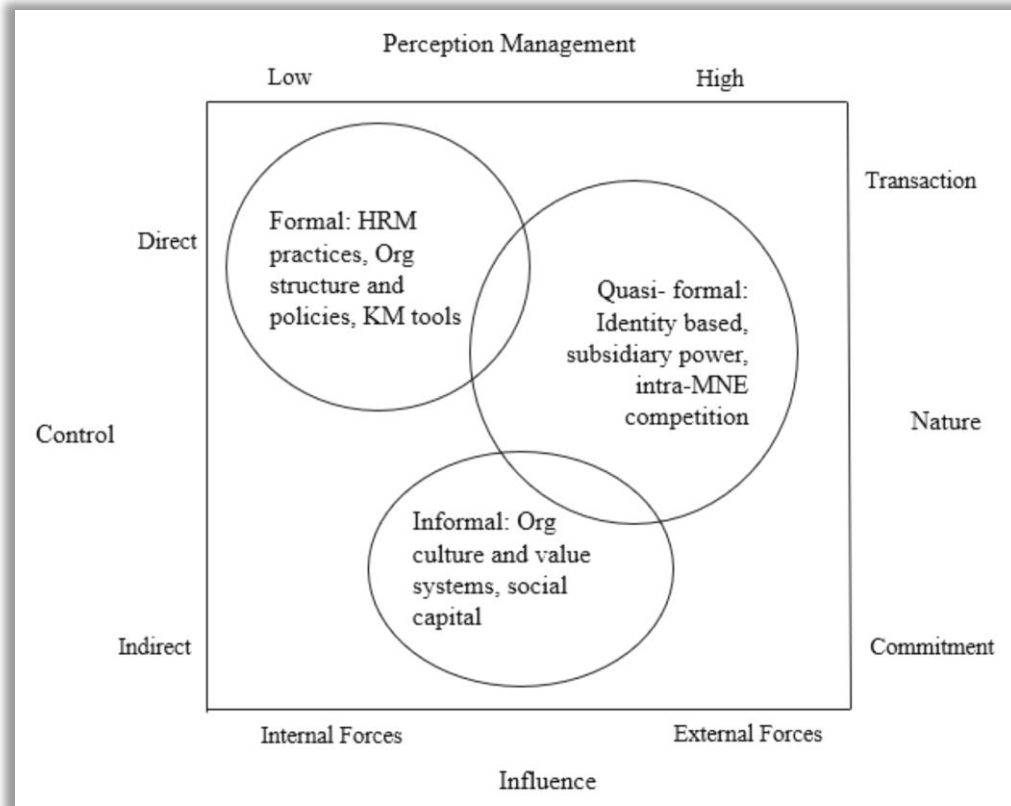 Perception Management
Low
High
Transaction
Direct
Formal: HRM
practices, Org
structure and
policies, KM tools
Quasi- formal:
Identity based,
subsidiary power,
intra-MNE
competition
Control
Nature
Informal: Org
culture and value
systems, social
capital
Indirect
Commitment
Internal Forces
External Forces
Influence